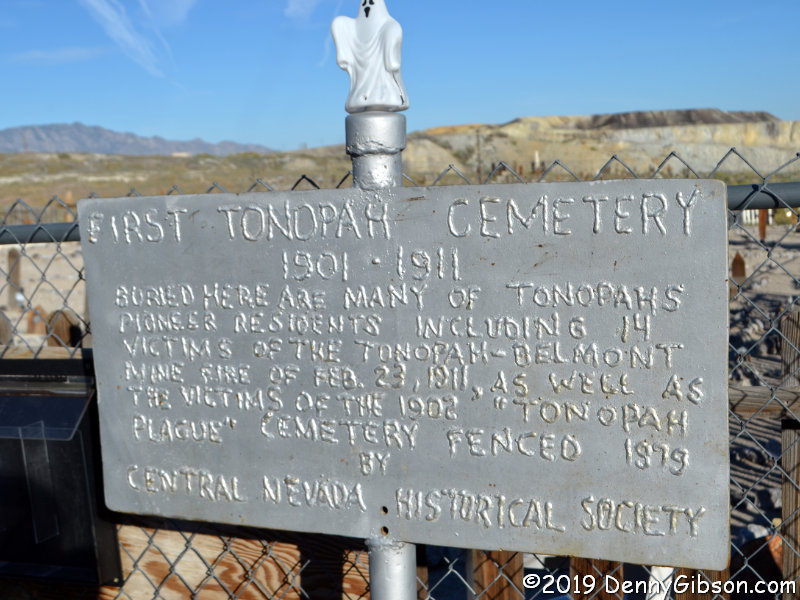 FIRST TONOPAH CEMETERY
1901 · 1911
BURIED HERE ARE MANY OF TONOPAHS
PIONEER RESIDENTS INCLUDING 14
VICTIMS OF THE TONOPAH-BELMONT
MINE FIRE OF FEB. 23, 1911, AS WELL AS
THE VICTIMS OF THE 1902 "TONOPAH
PLAGUE" CEMETERY FENCED 1979
BY
CENTRAL NEVADA HISTORICAL SOCIETY
©2019 DennyGibson.com